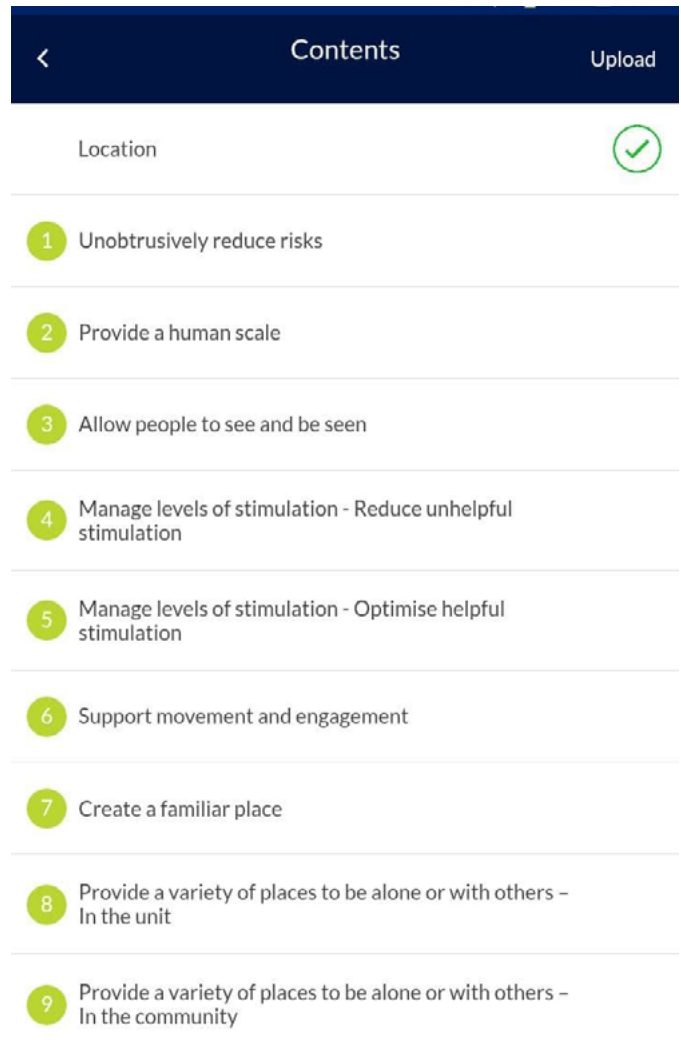 Contents
Upload
Location
1
Unobtrusively reduce risks
2
Provide a human scale
3
Allow people to see and be seen
4
Manage levels of stimulation - Reduce unhelpful
stimulation
5
Manage levels of stimulation - Optimise helpful
stimulation
6
Support movement and engagement
7
Create a familiar place
8
Provide a variety of places to be alone or with others –
In the unit
9
Provide a variety of places to be alone or with others –
In the community